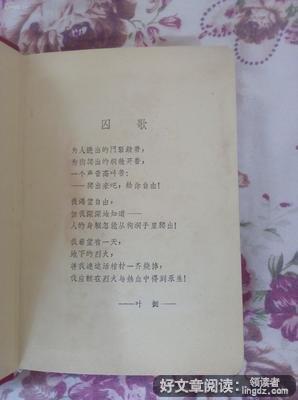 囚歌
为人进出的門緊鎖着,
为狗爬出的洞敞开着,
一个声音高叫着:
——爬出来吧,给你自由!
我渴望自由,
但我深深地知道——
人的身躯怎能从狗洞子里爬出!
我希望有一天,
地下的烈火,
将我连这活棺材一齐烧掉,
我应该在烈火与热血中得到永生!
——叶挺——
好文章阅读:
领读者
lingdz.com